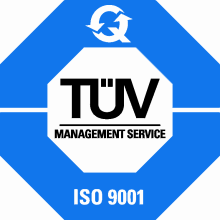 Q
TÜV
MANAGEMENT SERVICE
ISO 9001